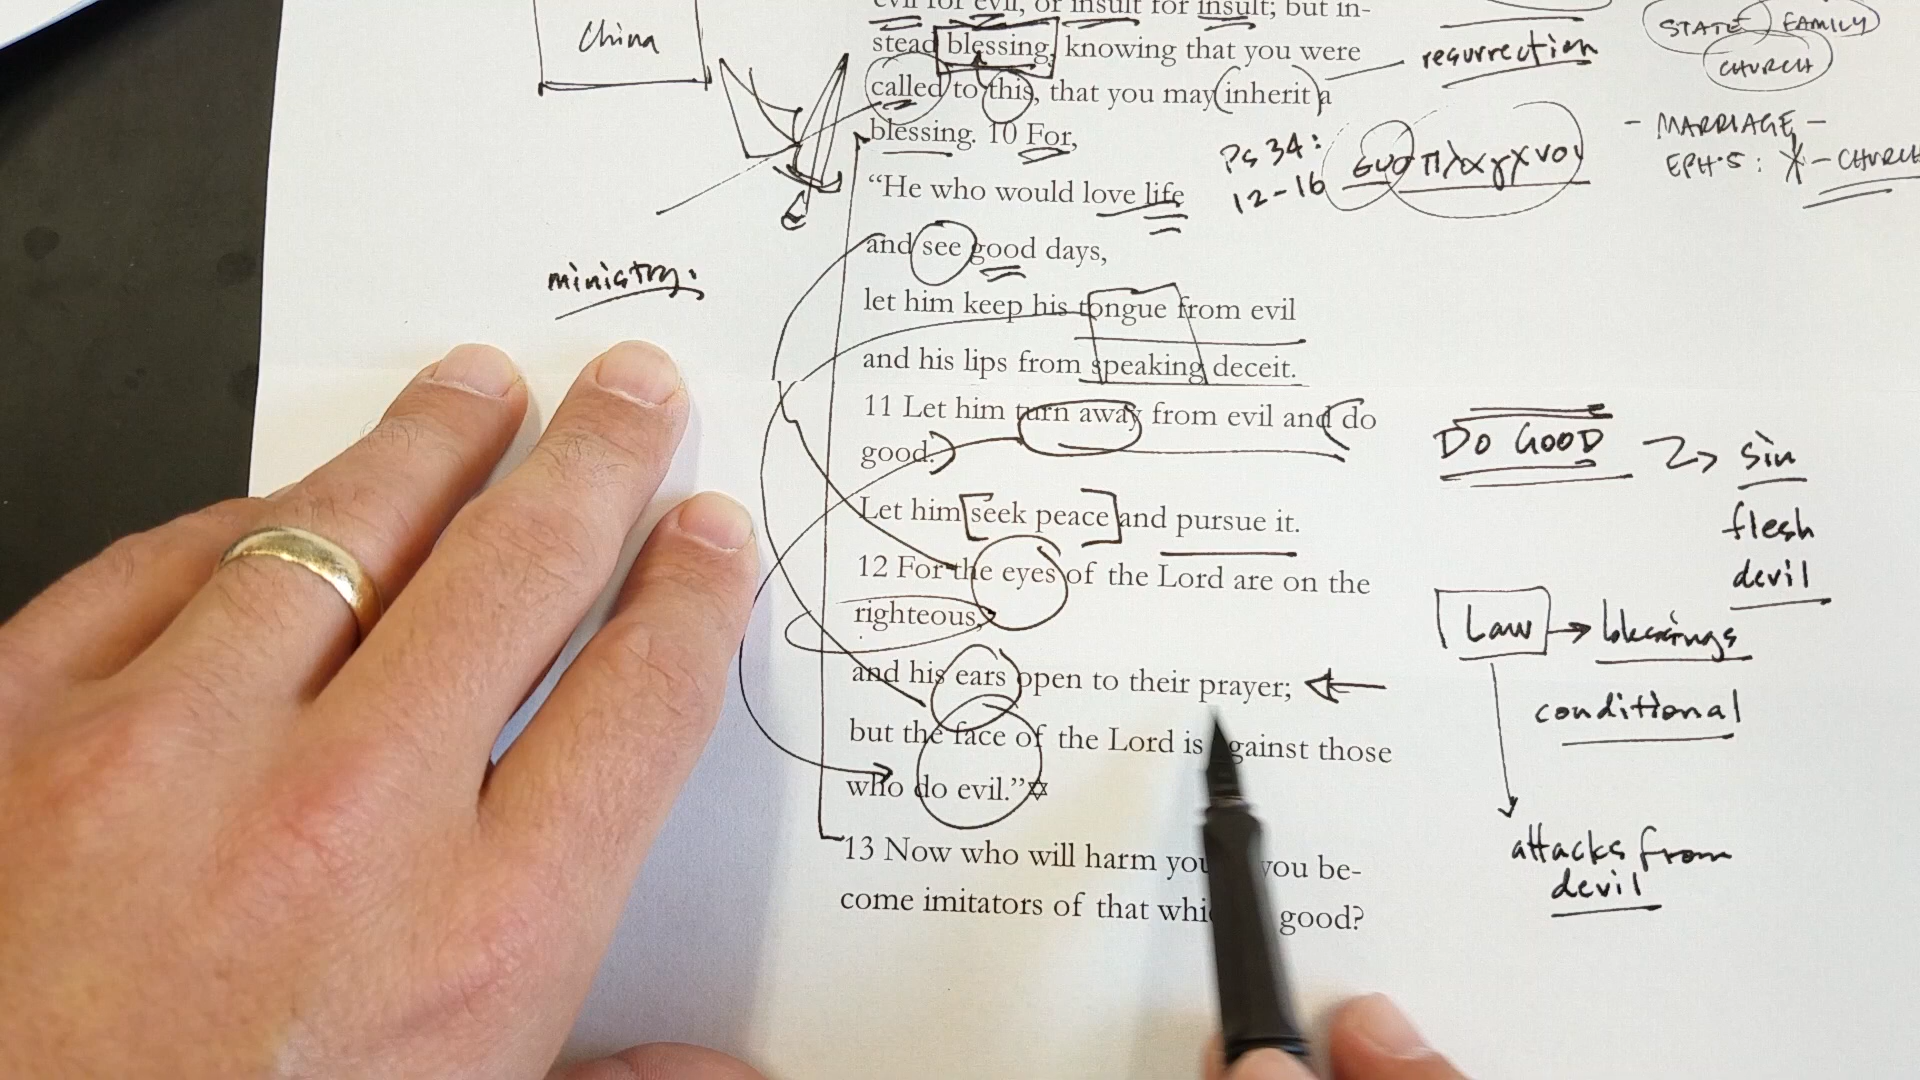 evil for evil, or insult for insult; but in-
stead blessing, knowing that you were
called to this, that you may inherit a
blessing. 10 For,
“He who would love life
and see good days,
let him keep his tongue from evil
and his lips from speaking deceit.
11 Let him turn away from evil and do
good.
Let him seek peace and pursue it.
12 For the eyes of the Lord are on the
righteous,
and his ears open to their prayer;
but the face of the Lord is against those
who do evil.”✡
13 Now who will harm you you be-
come imitators of that good?
China
ministry:
resurrection
STATE FAMILY
CHURCH
Ps 34:
12-16
ευσπλαγχνοι
- MARRIAGE -
EPH·5: - CHURCH
DO GOOD
sin
flesh
devil
Law → blessings
conditional
attacks from
devil